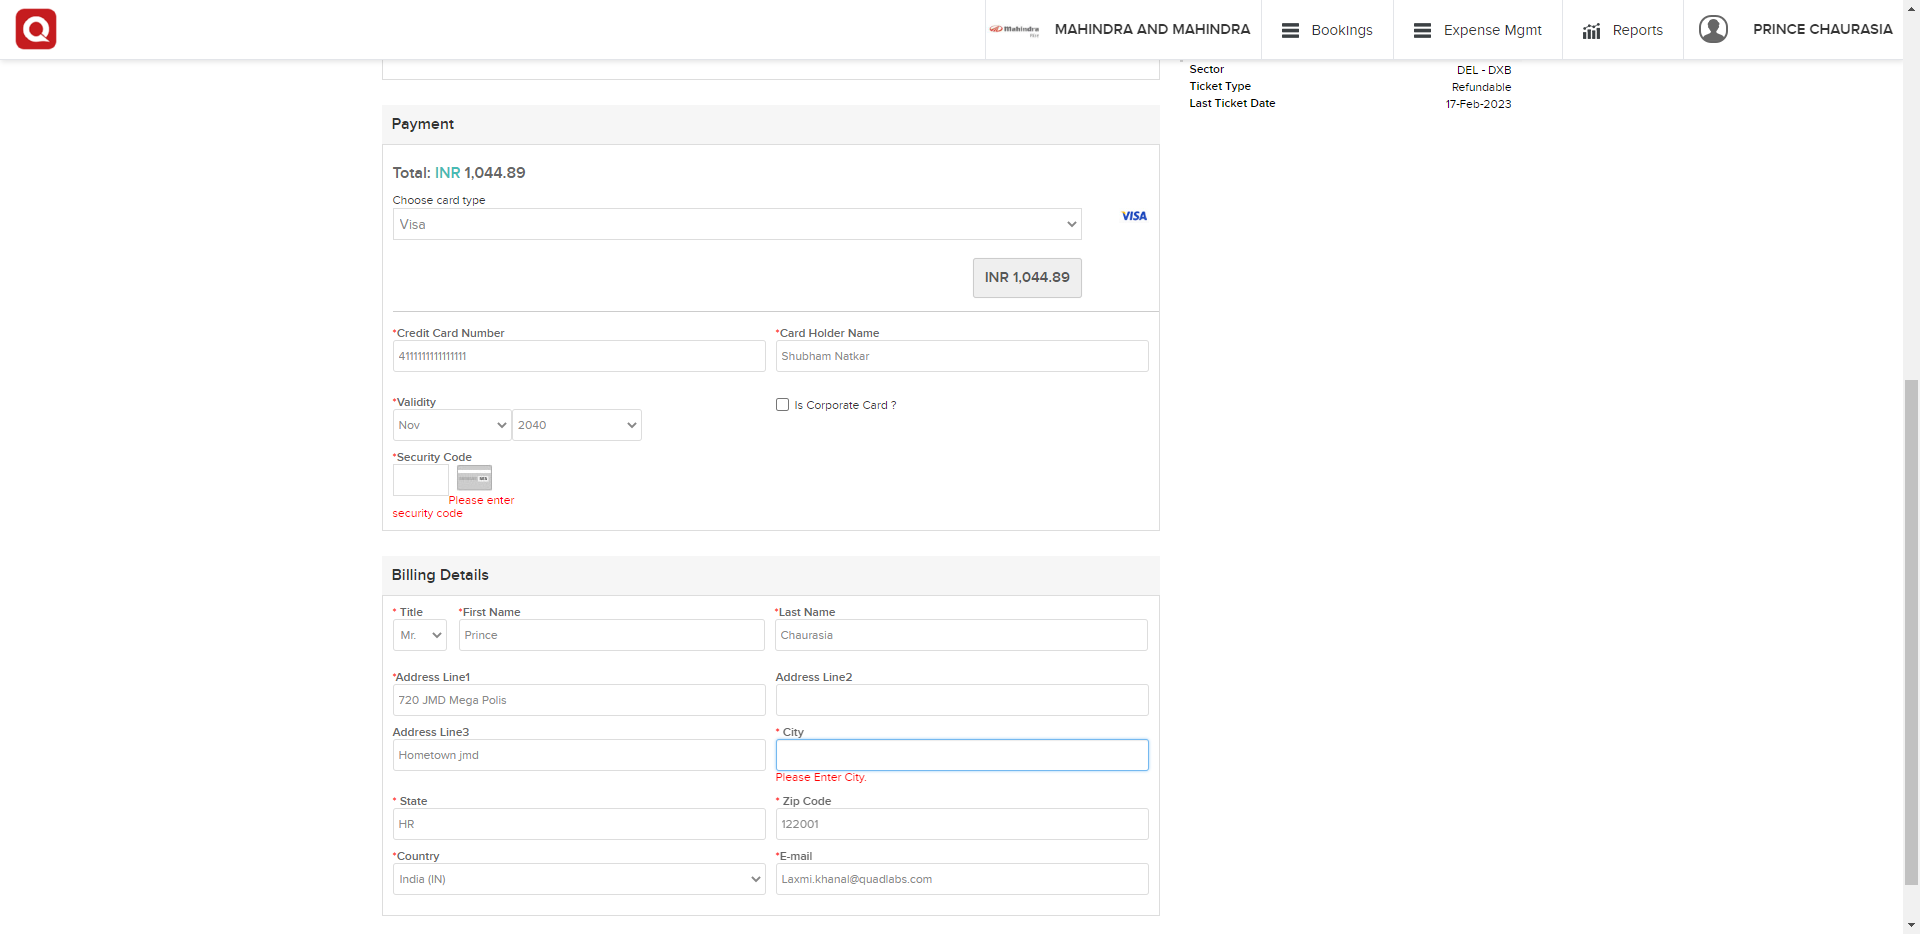 Mahindra
MAHINDRA AND MAHINDRA
Bookings
Expense Mgmt
Reports
PRINCE CHAURASIA
Sector DEL - DXB
Ticket Type Refundable
Last Ticket Date 17-Feb-2023
Payment
Total: INR 1,044.89
Choose card type
Visa
VISA
INR 1,044.89
*Credit Card Number *Card Holder Name
4111111111111111 Shubham Natkar
*Validity
Nov 2040
Is Corporate Card ?
*Security Code
Please enter
security code
Billing Details
* Title *First Name *Last Name
Mr. Prince Chaurasia
*Address Line1 Address Line2
720 JMD Mega Polis
Address Line3 * City
Hometown jmd
Please Enter City.
* State * Zip Code
HR 122001
*Country *E-mail
India (IN) Laxmi.khanal@quadlabs.com